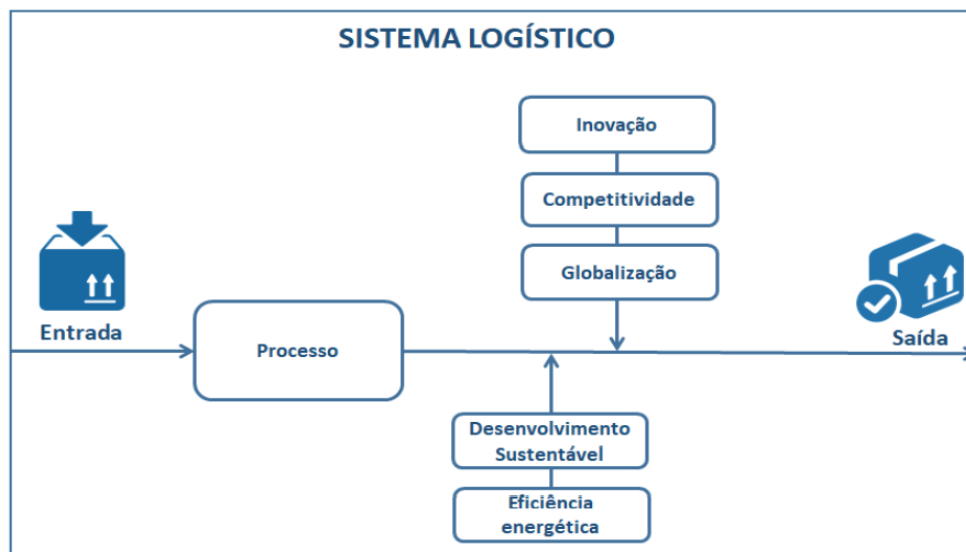 SISTEMA LOGÍSTICO
Inovação
Competitividade
Globalização
Entrada
Processo
Saída
Desenvolvimento
Sustentável
Eficiência
energética